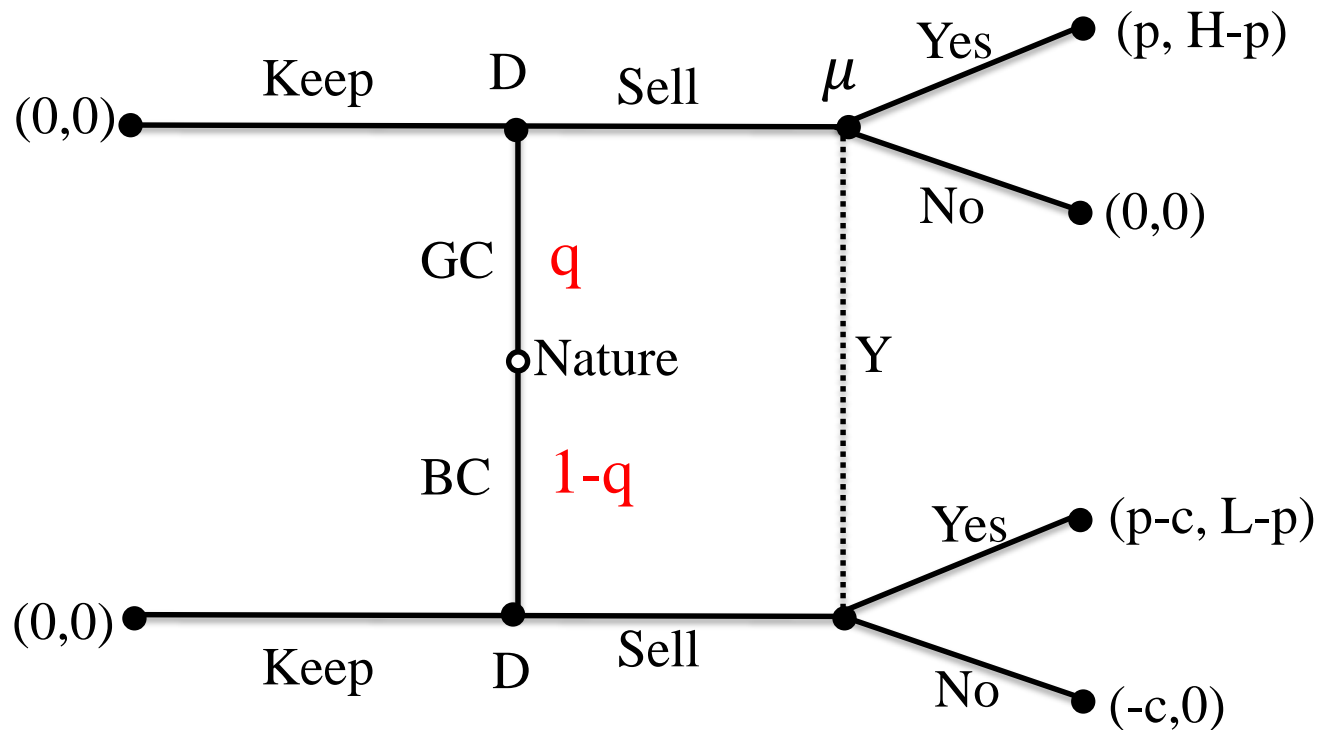 Yes (p, H-p)
Keep D Sell μ
(0,0)
No (0,0)
GC q
Nature Y
BC 1-q
Yes (p-c, L-p)
(0,0)
Keep D Sell
No (-c,0)